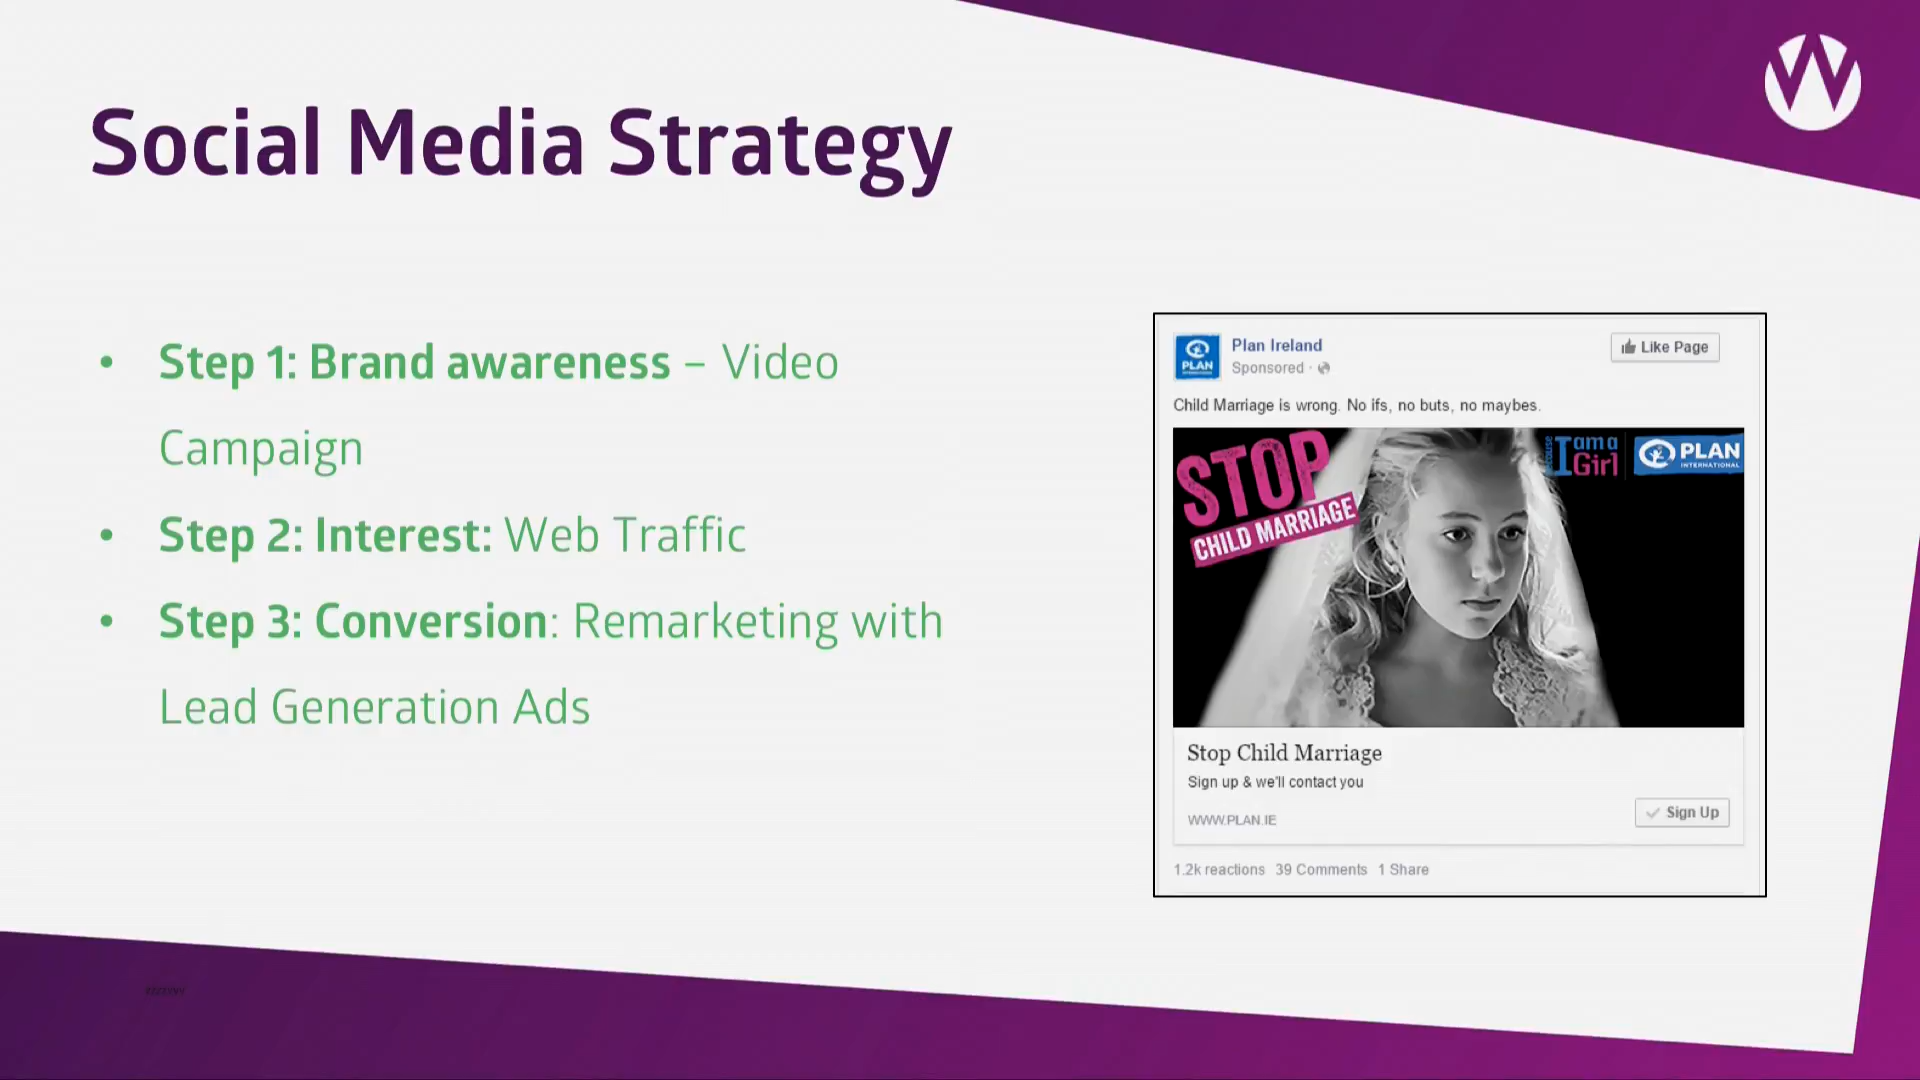 Social Media Strategy
• Step 1: Brand awareness – Video
Campaign
• Step 2: Interest: Web Traffic
• Step 3: Conversion: Remarketing with
Lead Generation Ads
Plan Ireland
Sponsored ·
Like Page
PLAN
Child Marriage is wrong. No ifs, no buts, no maybes.
STOP
CHILD MARRIAGE
I am a
Girl
PLAN
INTERNATIONAL
Stop Child Marriage
Sign up & we'll contact you
WWW.PLAN.IE
Sign Up
1.2k reactions 39 Comments 1 Share